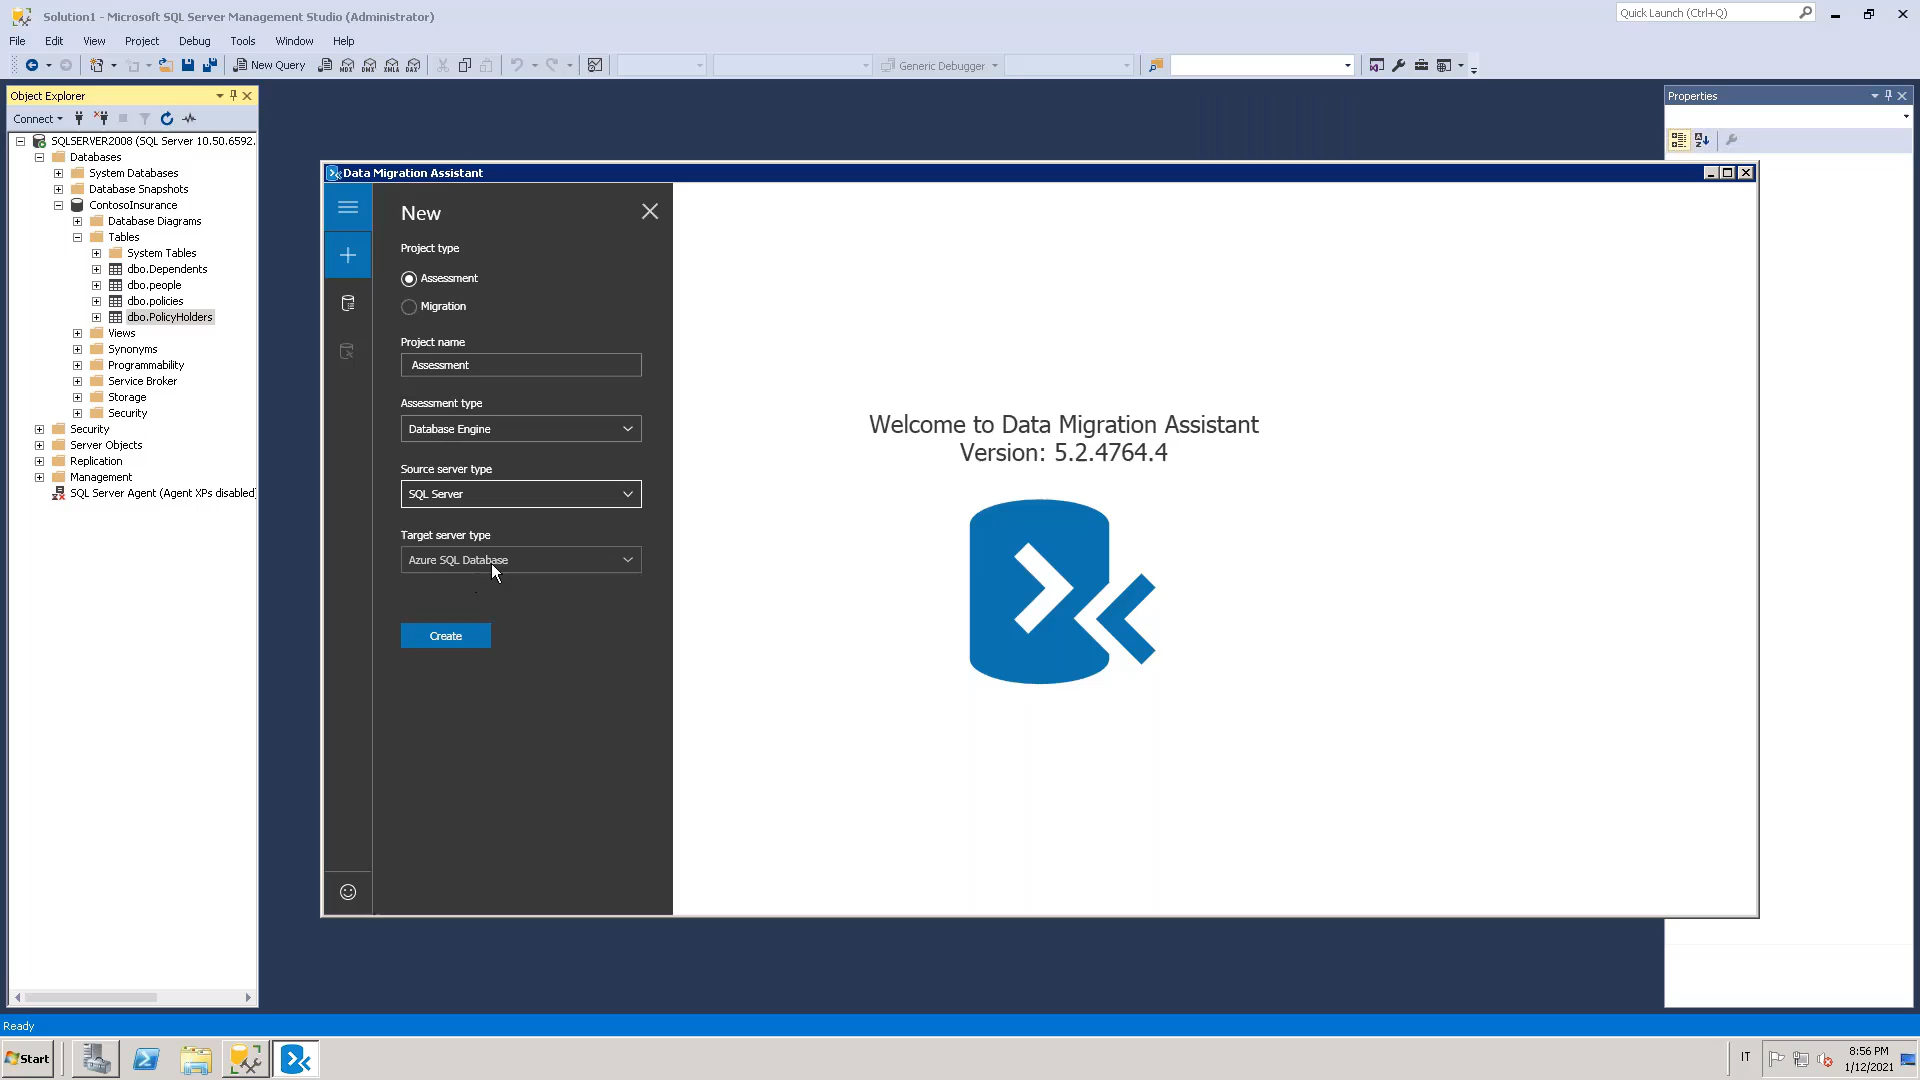 Solution1 - Microsoft SQL Server Management Studio (Administrator)
Quick Launch (Ctrl+Q)
File Edit View Project Debug Tools Window Help
New Query
MDX DMX XMLA DAX
Generic Debugger
Object Explorer
Properties
Connect
SQLSERVER2008 (SQL Server 10.50.6592.
Databases
System Databases
Database Snapshots
ContosoInsurance
Database Diagrams
Tables
System Tables
dbo.Dependents
dbo.people
dbo.policies
dbo.PolicyHolders
Views
Synonyms
Programmability
Service Broker
Storage
Security
Security
Server Objects
Replication
Management
SQL Server Agent (Agent XPs disabled)
Data Migration Assistant
New
Project type
Assessment
Migration
Project name
Assessment
Assessment type
Database Engine
Source server type
SQL Server
Target server type
Azure SQL Database
Create
Welcome to Data Migration Assistant
Version: 5.2.4764.4
Ready
Start
IT
8:56 PM
1/12/2021